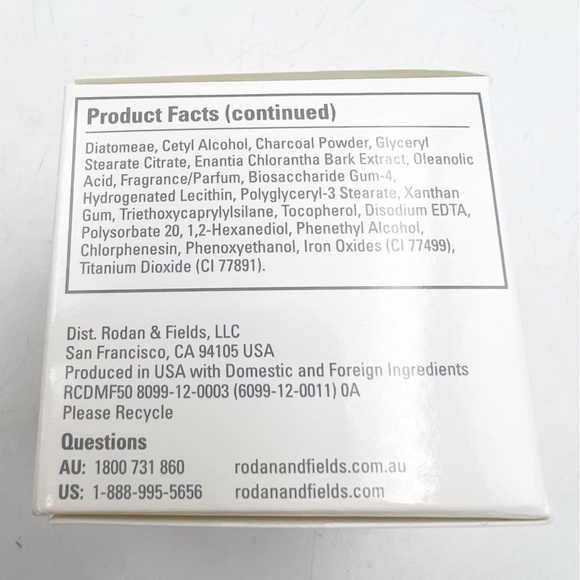 Product Facts (continued)
Diatomeae, Cetyl Alcohol, Charcoal Powder, Glyceryl
Stearate Citrate, Enantia Chlorantha Bark Extract, Oleanolic
Acid, Fragrance/Parfum, Biosaccharide Gum-4,
Hydrogenated Lecithin, Polyglyceryl-3 Stearate, Xanthan
Gum, Triethoxycaprylylsilane, Tocopherol, Disodium EDTA,
Polysorbate 20, 1,2-Hexanediol, Phenethyl Alcohol,
Chlorphenesin, Phenoxyethanol, Iron Oxides (CI 77499),
Titanium Dioxide (CI 77891).
Dist. Rodan & Fields, LLC
San Francisco, CA 94105 USA
Produced in USA with Domestic and Foreign Ingredients
RCDMF50 8099-12-0003 (6099-12-0011) 0A
Please Recycle
Questions
AU: 1800 731 860 rodanandfields.com.au
US: 1-888-995-5656 rodanandfields.com